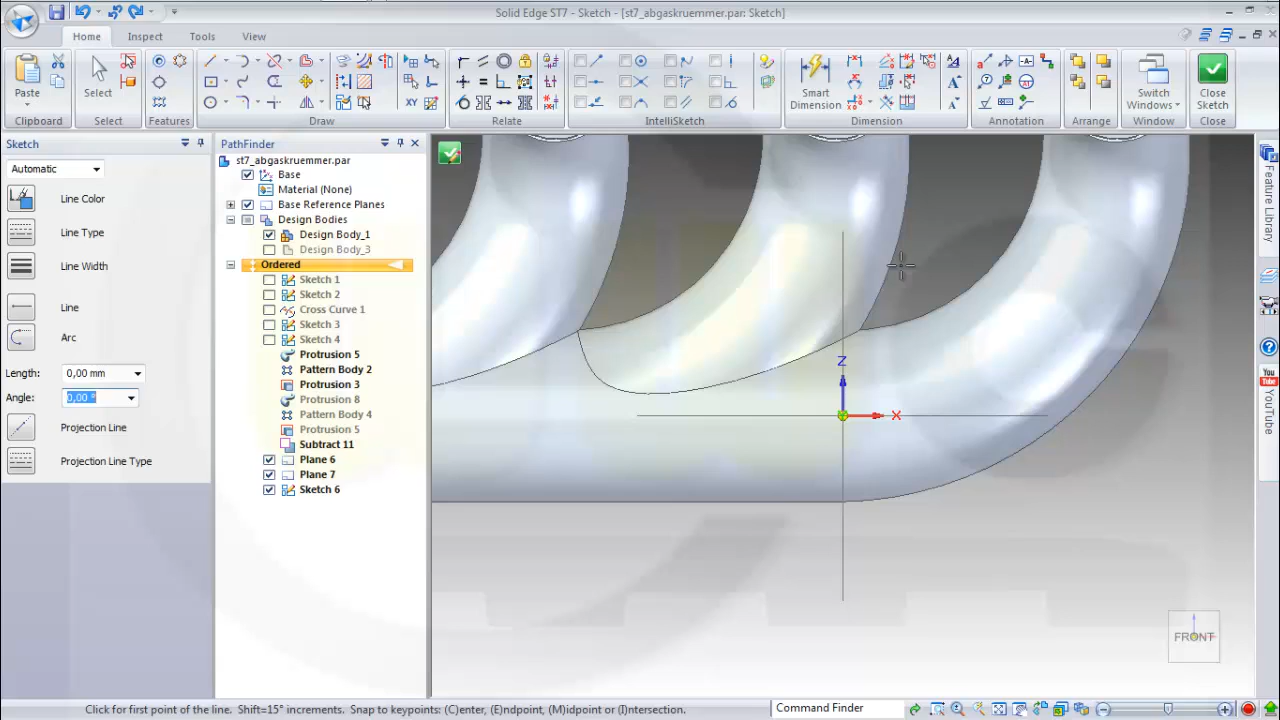 Solid Edge ST7 - Sketch - [st7_abgaskruemmer.par: Sketch]
Home Inspect Tools View
Paste
Select
Smart Dimension
Switch Windows
Close Sketch
Clipboard Select Features Draw Relate IntelliSketch Dimension Annotation Arrange Window Close
Sketch
Automatic
Line Color
Line Type
Line Width
Line
Arc
Length: 0,00 mm
Angle: 0,00 °
Projection Line
Projection Line Type
PathFinder
st7_abgaskruemmer.par
Base
Material (None)
Base Reference Planes
Design Bodies
Design Body_1
Design Body_3
Ordered
Sketch 1
Sketch 2
Cross Curve 1
Sketch 3
Sketch 4
Protrusion 5
Pattern Body 2
Protrusion 3
Protrusion 8
Pattern Body 4
Protrusion 5
Subtract 11
Plane 6
Plane 7
Sketch 6
Z
X
FRONT
Feature Library
YouTube
Click for first point of the line. Shift=15° increments. Snap to keypoints: (C)enter, (E)ndpoint, (M)idpoint or (I)ntersection.
Command Finder